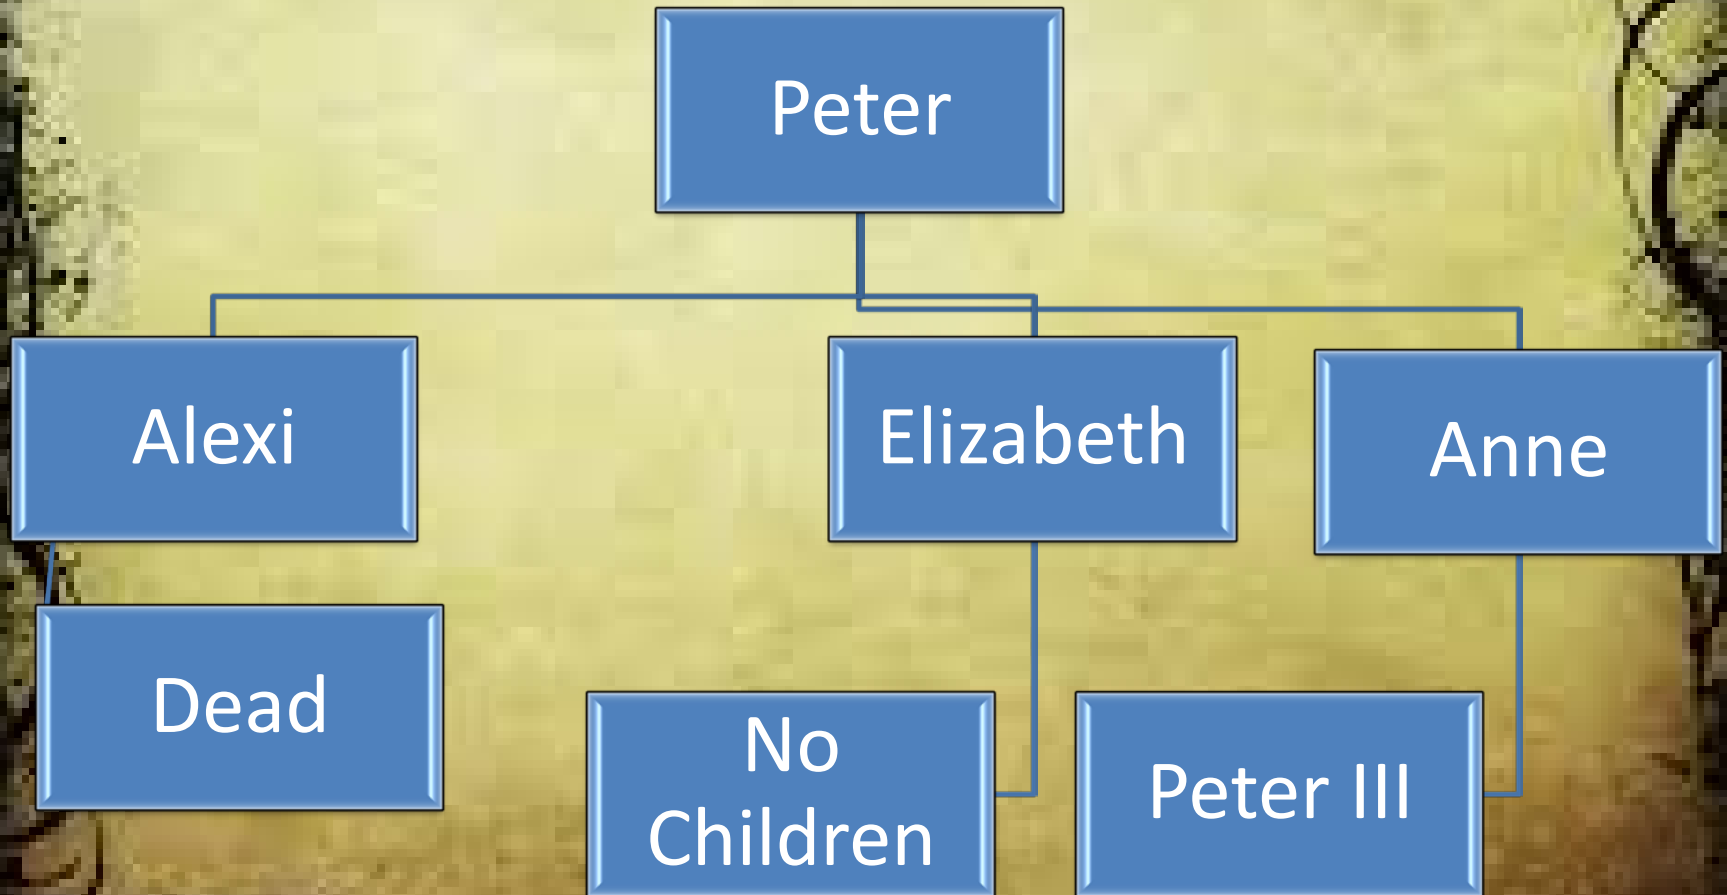 Peter
Alexi
Elizabeth
Anne
Dead
No
Children
Peter III